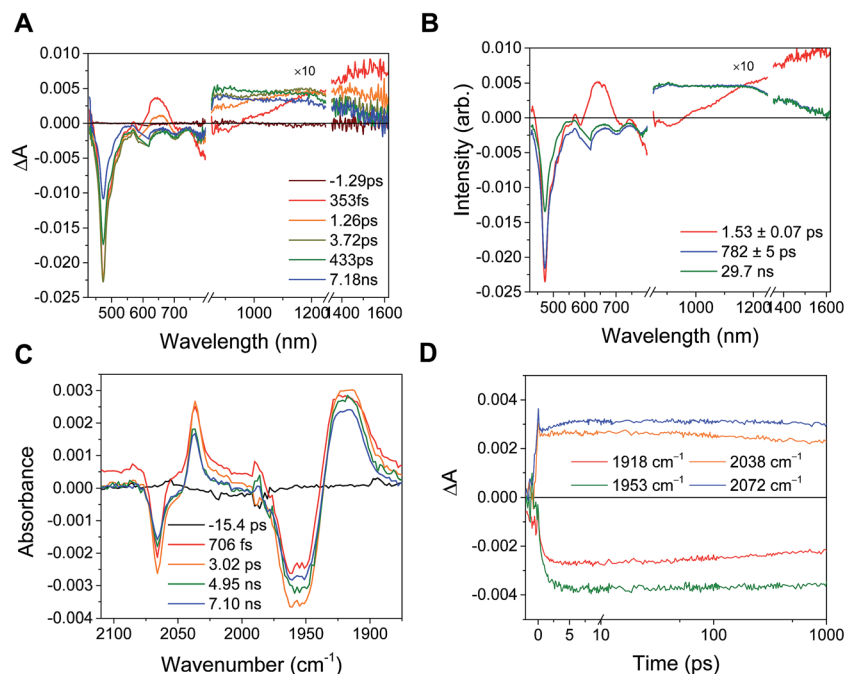 A
ΔA
0.010
0.005
0.000
-0.005
-0.010
-0.015
-0.020
-0.025
×10
-1.29ps
353fs
1.26ps
3.72ps
433ps
7.18ns
500 600 700 1000 1200 1400 1600
Wavelength (nm)
B
Intensity (arb.)
0.010
0.005
0.000
-0.005
-0.010
-0.015
-0.020
-0.025
×10
1.53 ± 0.07 ps
782 ± 5 ps
29.7 ns
500 600 700 1000 1200 1400 1600
Wavelength (nm)
C
Absorbance
0.003
0.002
0.001
0.000
-0.001
-0.002
-0.003
-0.004
-15.4 ps
706 fs
3.02 ps
4.95 ns
7.10 ns
2100 2050 2000 1950 1900
Wavenumber (cm⁻¹)
D
ΔA
0.004
0.002
0.000
-0.002
-0.004
1918 cm⁻¹ 2038 cm⁻¹
1953 cm⁻¹ 2072 cm⁻¹
0 5 10 100 1000
Time (ps)